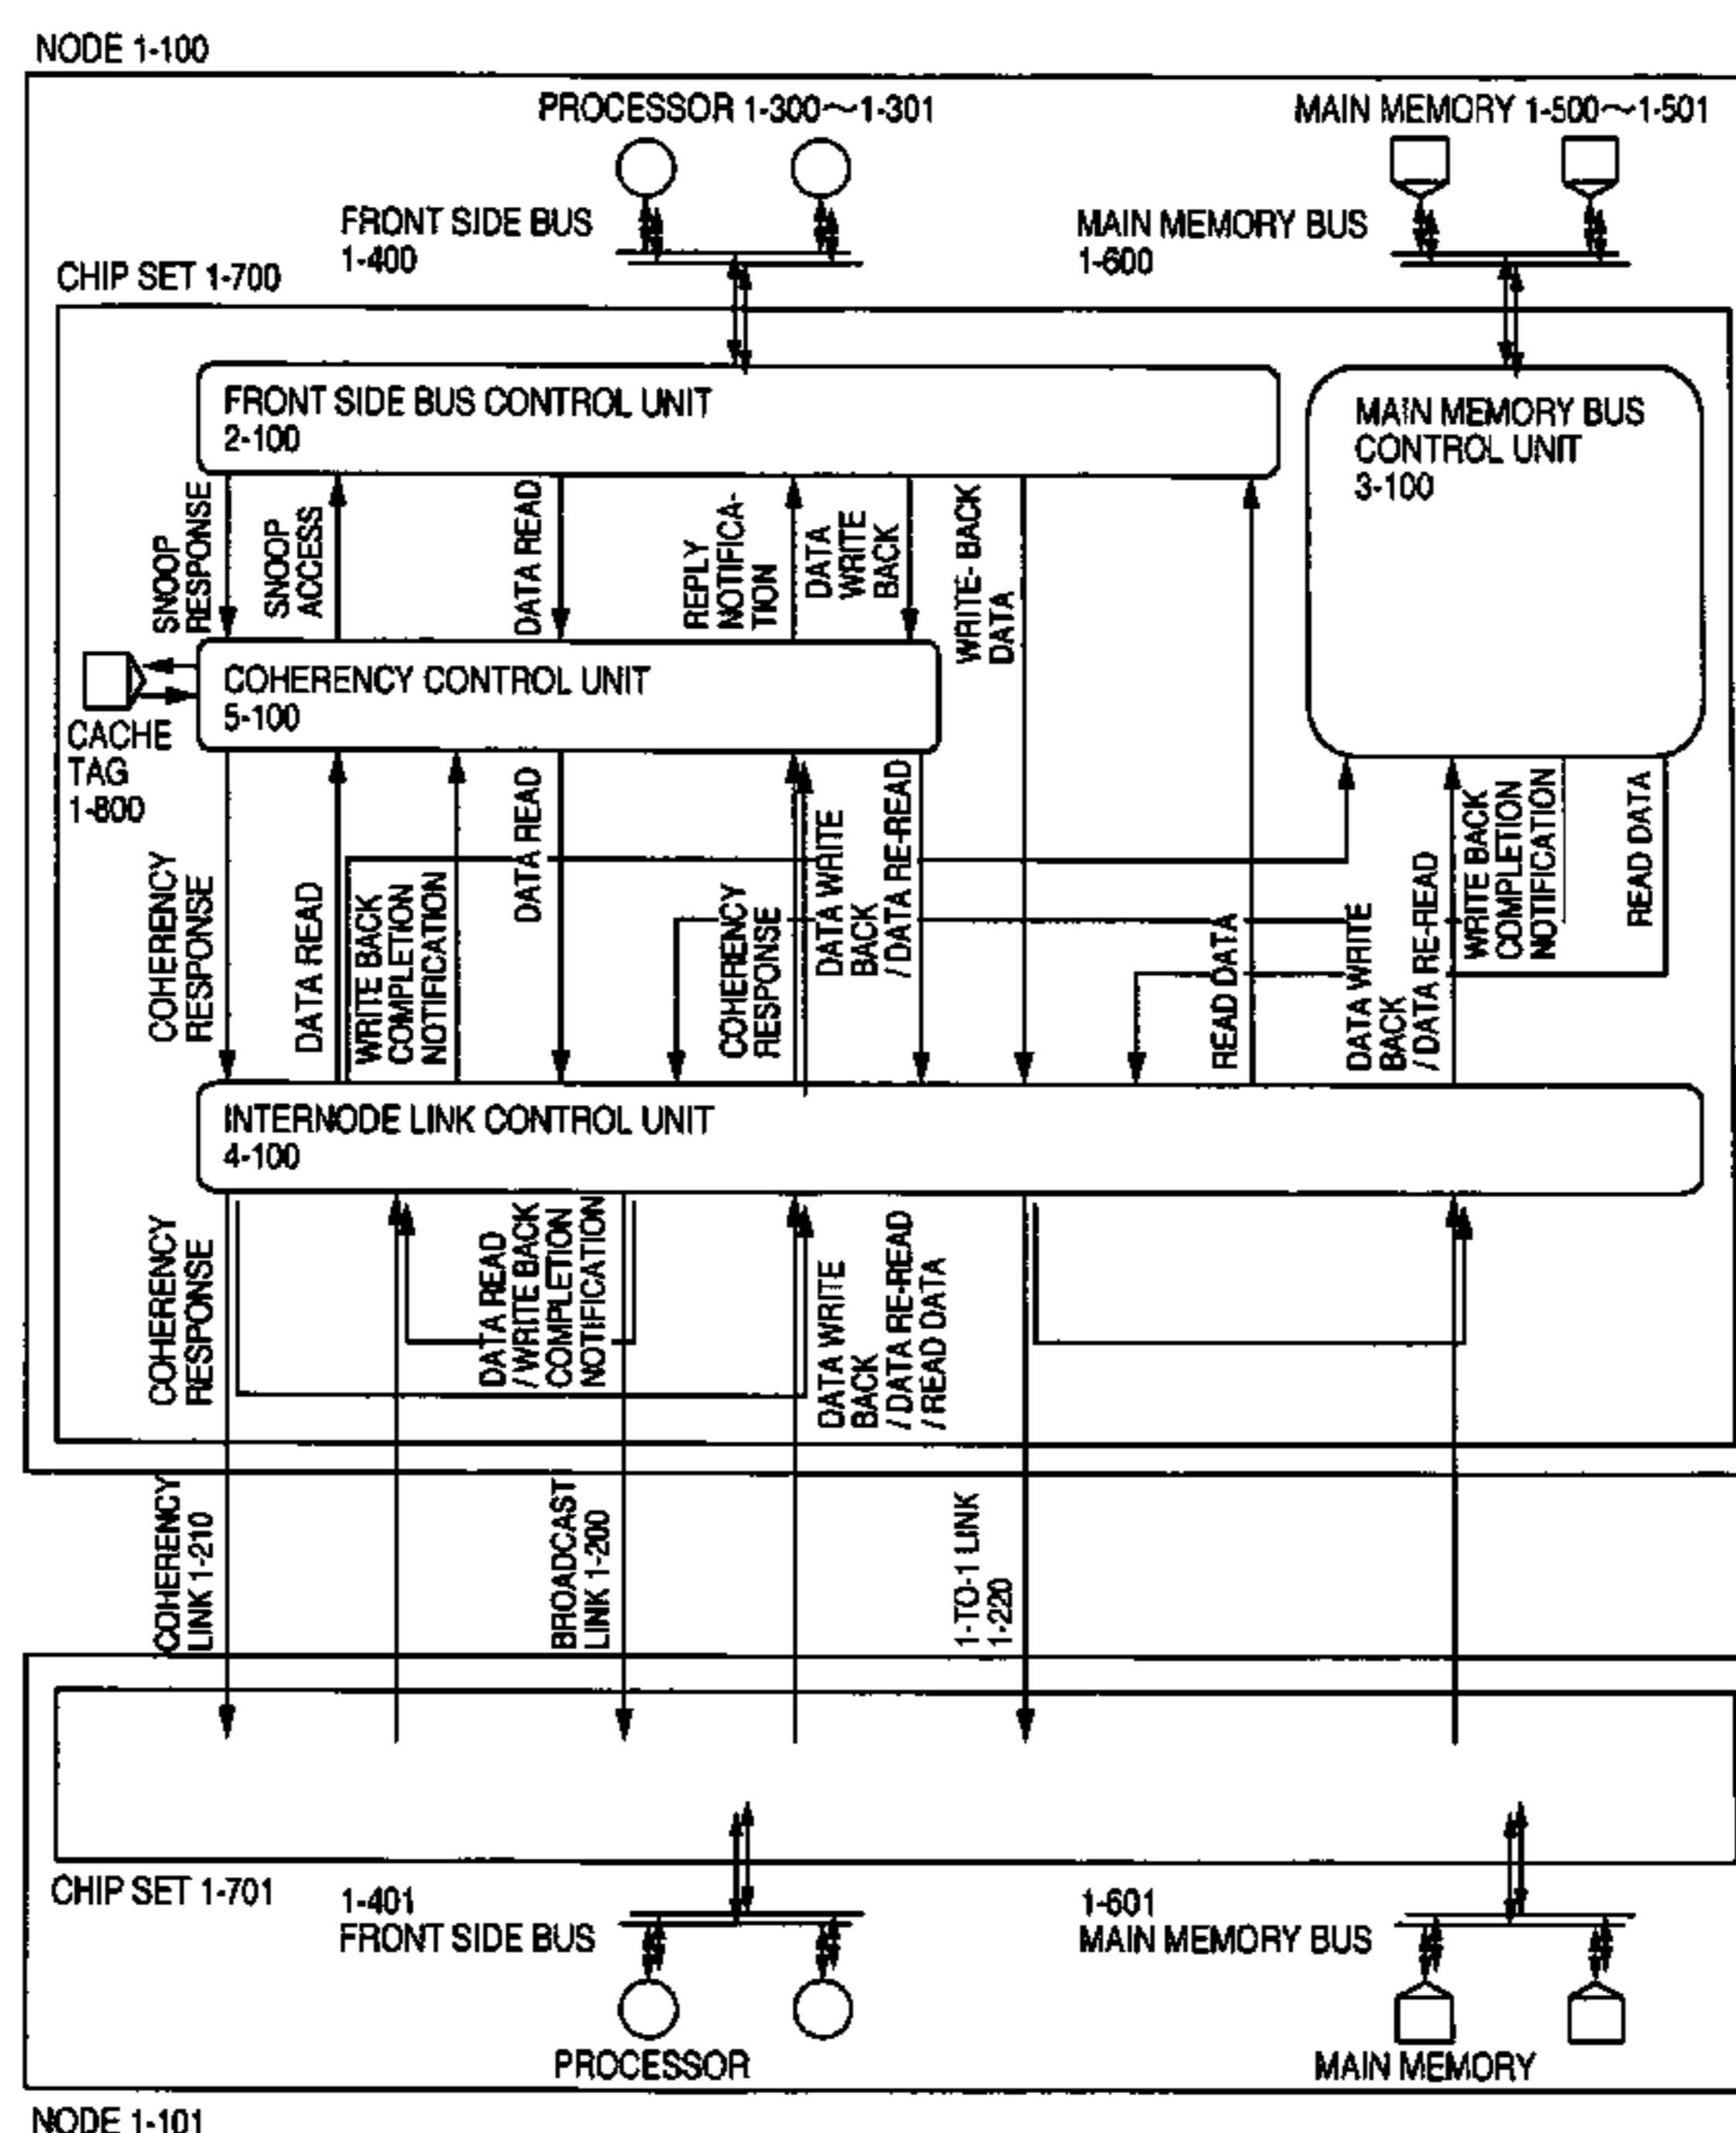 NODE 1-100
PROCESSOR 1-300~1-301
MAIN MEMORY 1-500~1-501
FRONT SIDE BUS
1-400
MAIN MEMORY BUS
1-600
CHIP SET 1-700
FRONT SIDE BUS CONTROL UNIT
2-100
MAIN MEMORY BUS
CONTROL UNIT
3-100
SNOOP
RESPONSE
SNOOP
ACCESS
DATA READ
REPLY
NOTIFICA-
TION
DATA
WRITE
BACK
WRITE-BACK
DATA
COHERENCY CONTROL UNIT
5-100
CACHE
TAG
1-800
COHERENCY
RESPONSE
DATA READ
WRITE BACK
COMPLETION
NOTIFICATION
DATA READ
COHERENCY
RESPONSE
DATA WRITE
BACK
/ DATA RE-READ
READ DATA
DATA WRITE
BACK
/ DATA RE-READ
WRITE BACK
COMPLETION
NOTIFICATION
READ DATA
INTERNODE LINK CONTROL UNIT
4-100
COHERENCY
RESPONSE
DATA READ
/ WRITE BACK
COMPLETION
NOTIFICATION
DATA WRITE
BACK
/ DATA RE-READ
/ READ DATA
COHERENCY
LINK 1-210
BROADCAST
LINK 1-200
1-TO-1 LINK
1-220
CHIP SET 1-701
1-401
FRONT SIDE BUS
1-601
MAIN MEMORY BUS
PROCESSOR
MAIN MEMORY
NODE 1-101